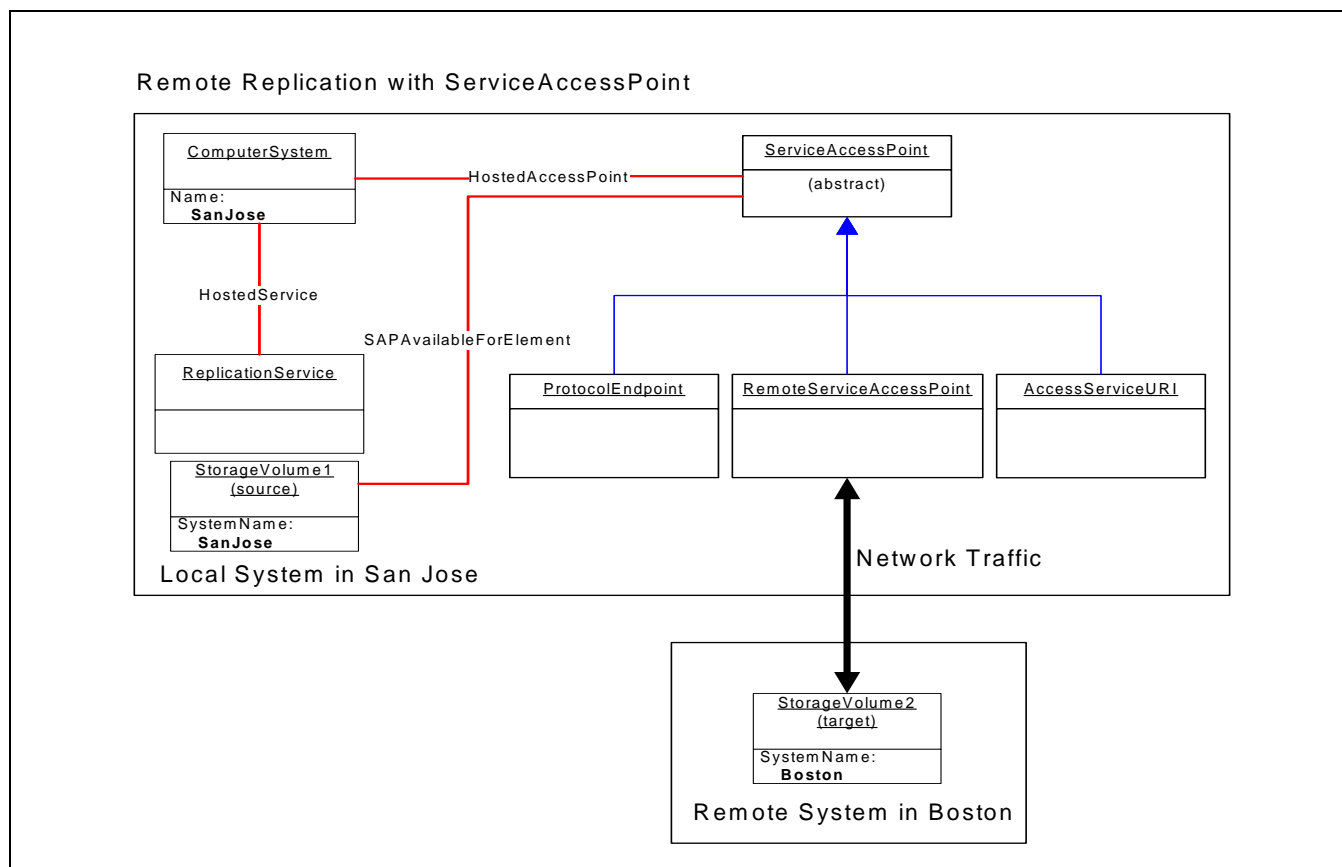 Remote Replication with ServiceAccessPoint
ComputerSystem
Name:
SanJose
HostedAccessPoint
ServiceAccessPoint
(abstract)
HostedService
SAPAvailableForElement
ReplicationService
ProtocolEndpoint
RemoteServiceAccessPoint
AccessServiceURI
StorageVolume1
(source)
SystemName:
SanJose
Local System in San Jose
Network Traffic
StorageVolume2
(target)
SystemName:
Boston
Remote System in Boston